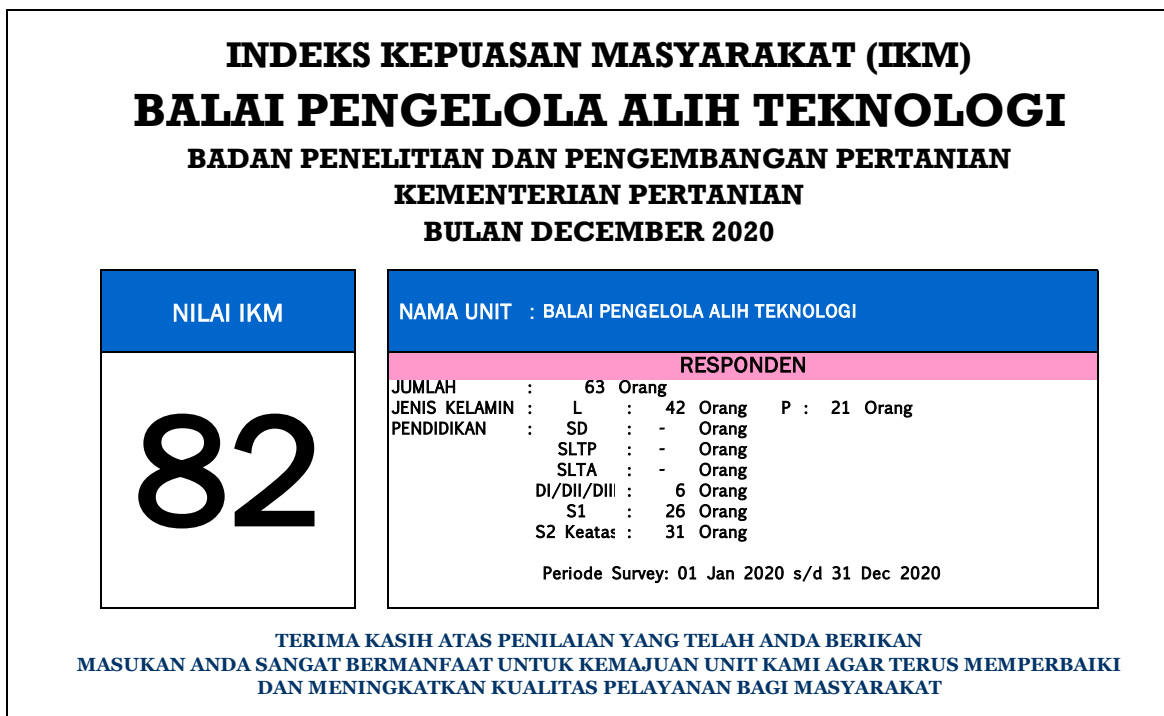 INDEKS KEPUASAN MASYARAKAT (IKM)
BALAI PENGELOLA ALIH TEKNOLOGI
BADAN PENELITIAN DAN PENGEMBANGAN PERTANIAN
KEMENTERIAN PERTANIAN
BULAN DECEMBER 2020
NILAI IKM
82
NAMA UNIT : BALAI PENGELOLA ALIH TEKNOLOGI
RESPONDEN
JUMLAH : 63 Orang
JENIS KELAMIN : L : 42 Orang P : 21 Orang
PENDIDIKAN : SD : - Orang
SLTP : - Orang
SLTA : - Orang
DI/DII/DIII : 6 Orang
S1 : 26 Orang
S2 Keatas : 31 Orang
Periode Survey: 01 Jan 2020 s/d 31 Dec 2020
TERIMA KASIH ATAS PENILAIAN YANG TELAH ANDA BERIKAN
MASUKAN ANDA SANGAT BERMANFAAT UNTUK KEMAJUAN UNIT KAMI AGAR TERUS MEMPERBAIKI
DAN MENINGKATKAN KUALITAS PELAYANAN BAGI MASYARAKAT